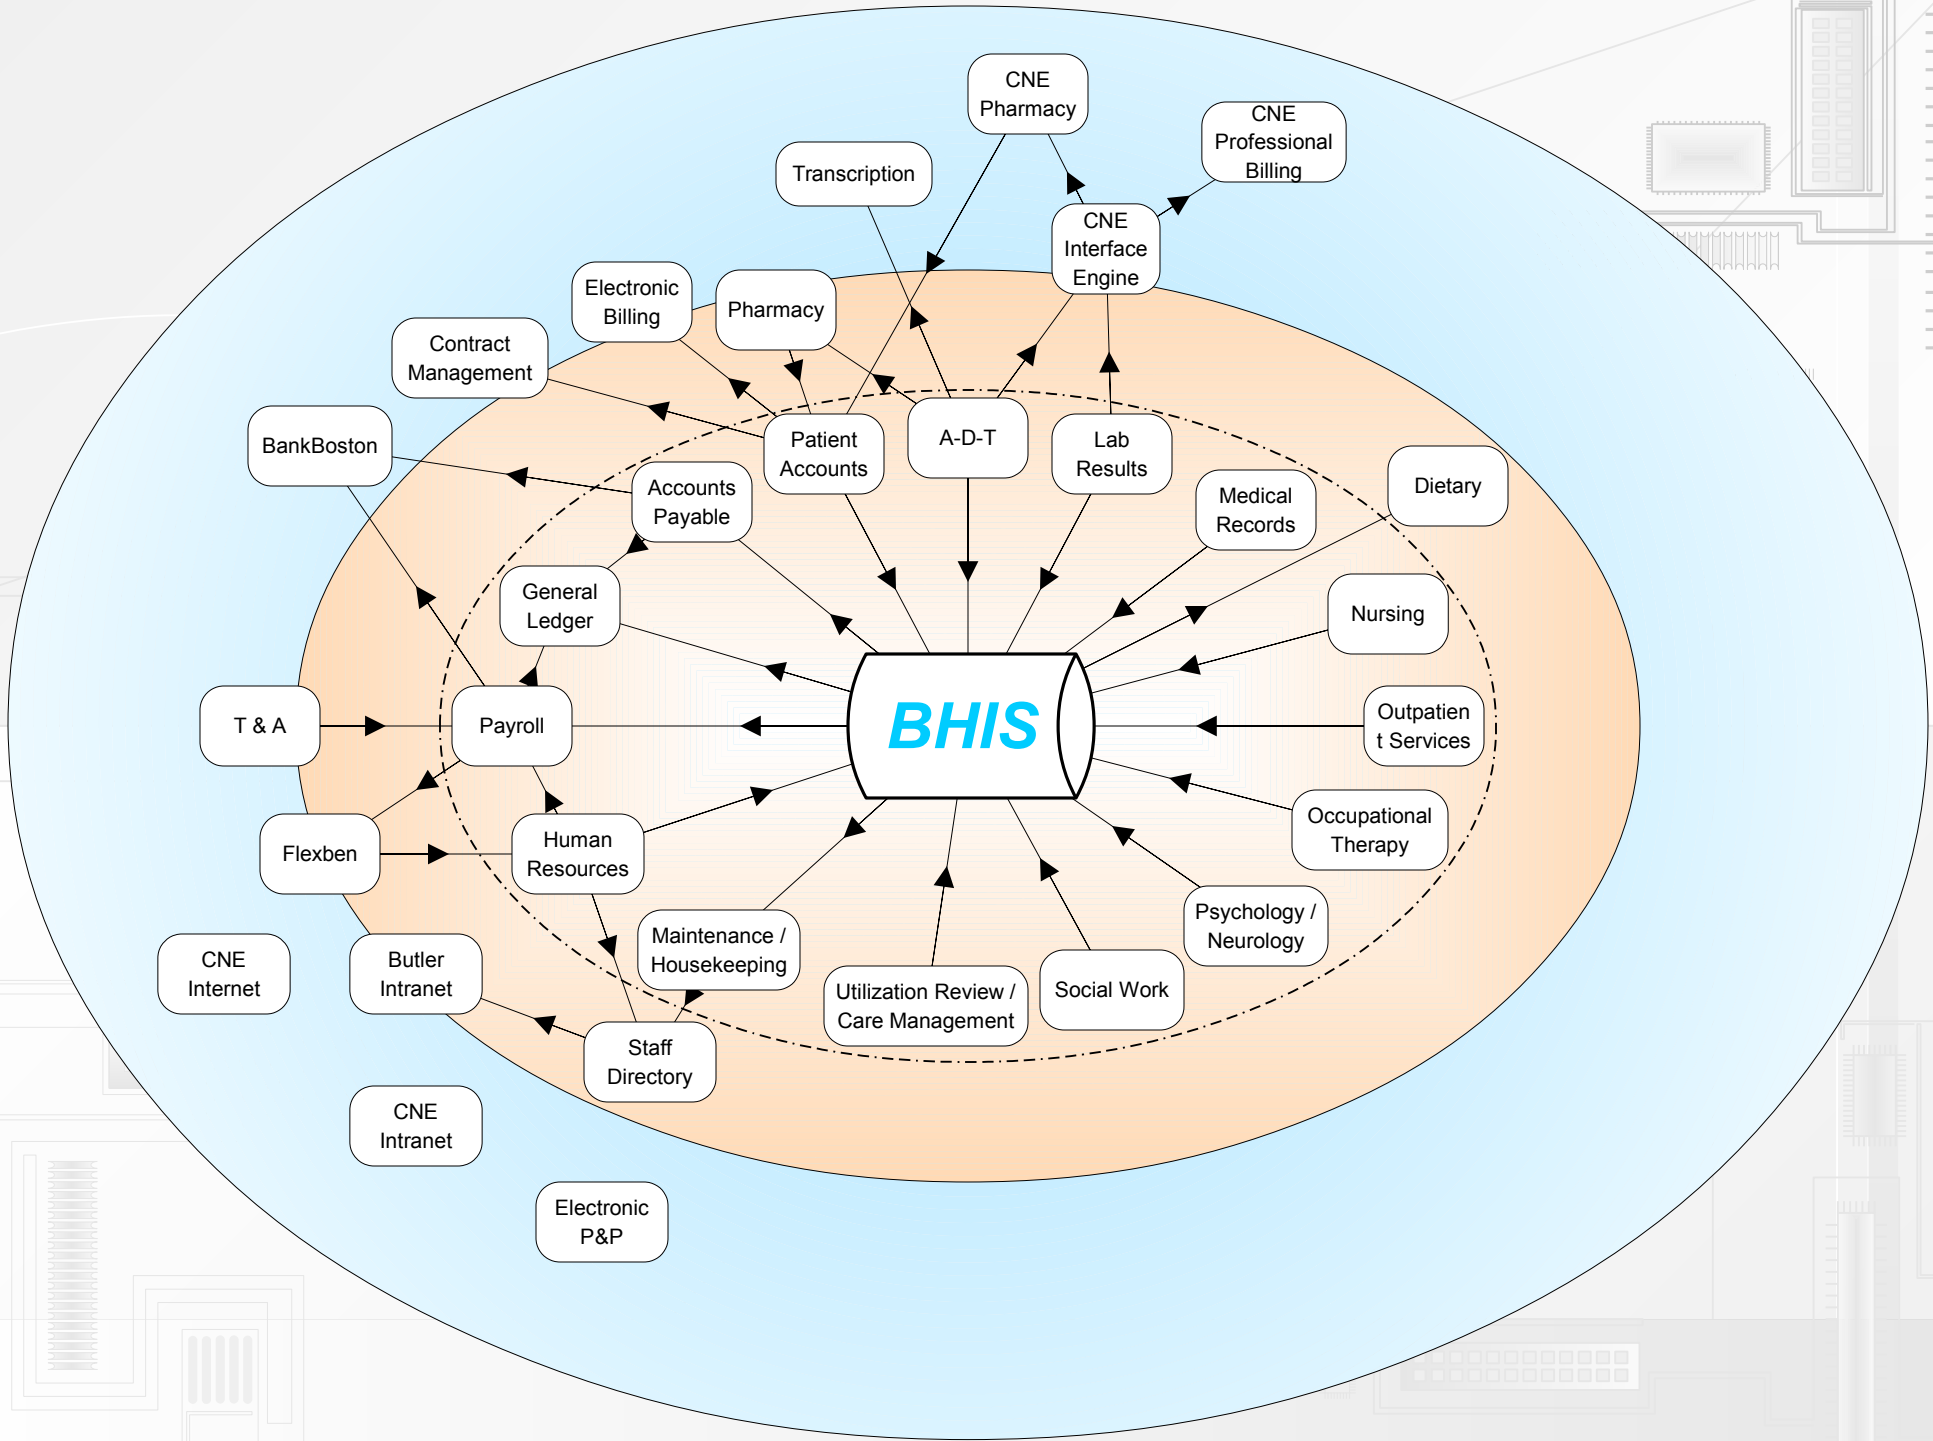 CNE
Pharmacy
CNE
Professional
Billing
Transcription
CNE
Interface
Engine
Electronic
Billing
Pharmacy
Contract
Management
BankBoston
Patient
Accounts
A-D-T
Lab
Results
Dietary
Accounts
Payable
Medical
Records
General
Ledger
Nursing
T & A
Payroll
BHIS
Outpatien
t Services
Flexben
Human
Resources
Occupational
Therapy
CNE
Internet
Butler
Intranet
Maintenance /
Housekeeping
Utilization Review /
Care Management
Social Work
Psychology /
Neurology
Staff
Directory
CNE
Intranet
Electronic
P&P